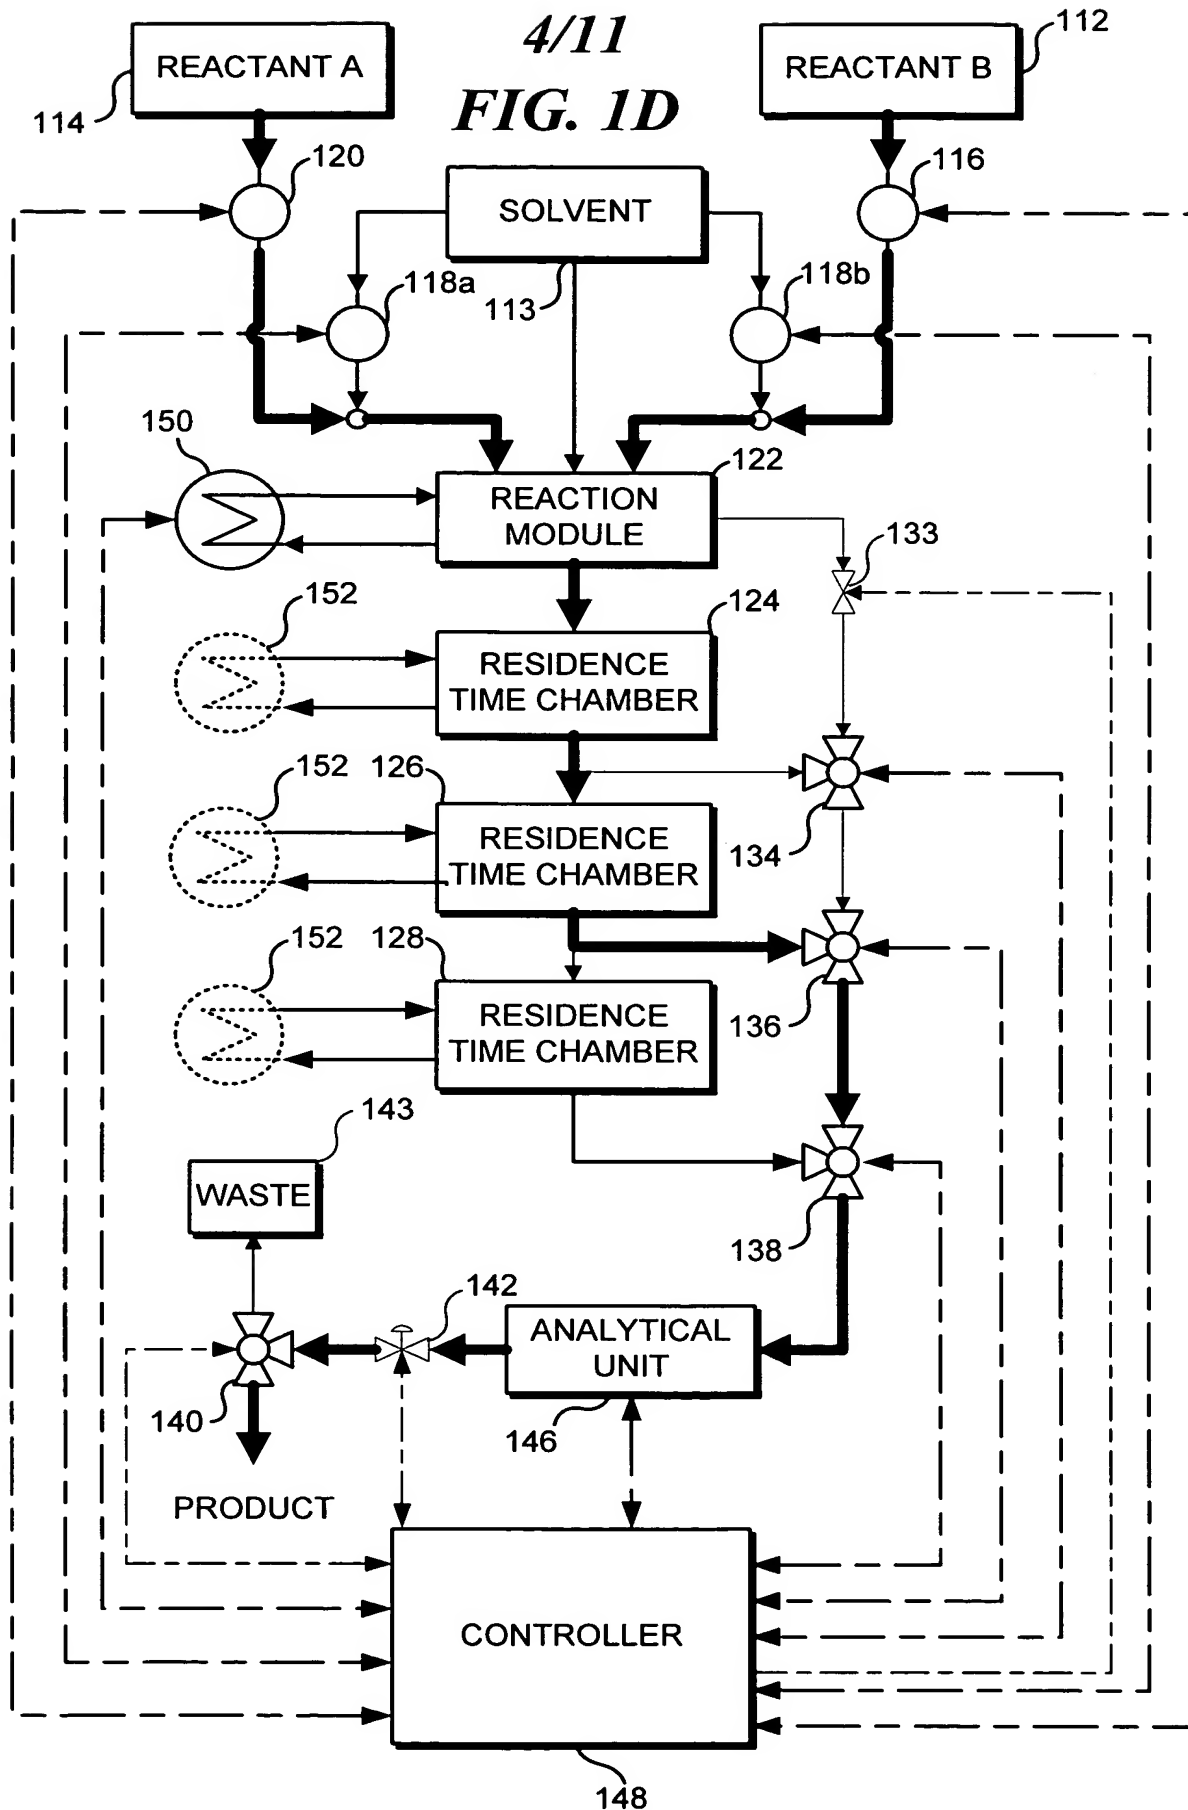 4/11
FIG. 1D
REACTANT A
114
REACTANT B
112
120
116
SOLVENT
113
118a
118b
150
REACTION
MODULE
122
133
152
RESIDENCE
TIME CHAMBER
124
152
126
RESIDENCE
TIME CHAMBER
134
152
128
RESIDENCE
TIME CHAMBER
136
143
WASTE
138
142
ANALYTICAL
UNIT
140
146
PRODUCT
CONTROLLER
148